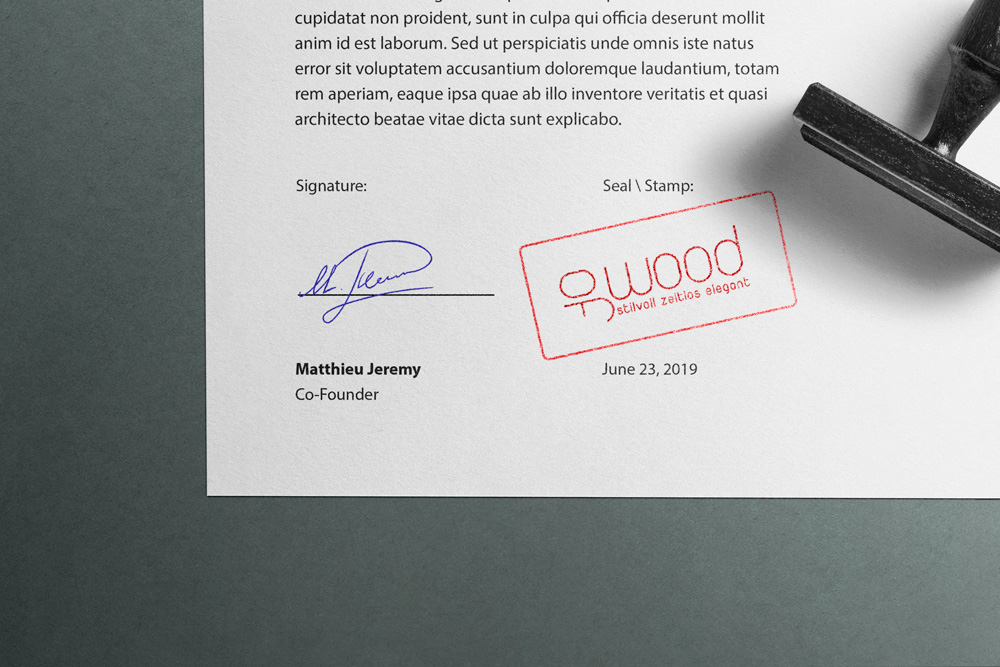 cupidatat non proident, sunt in culpa qui officia deserunt mollit
anim id est laborum. Sed ut perspiciatis unde omnis iste natus
error sit voluptatem accusantium doloremque laudantium, totam
rem aperiam, eaque ipsa quae ab illo inventore veritatis et quasi
architecto beatae vitae dicta sunt explicabo.
Signature:
Seal \ Stamp:
wood
stilvoll zeitlos elegant
Matthieu Jeremy
June 23, 2019
Co-Founder